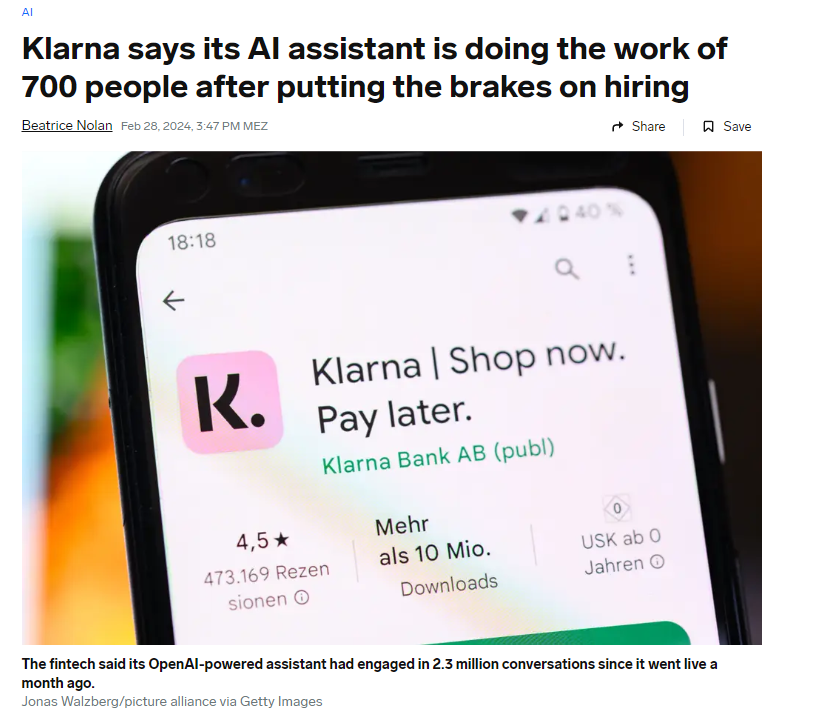 AI
Klarna says its AI assistant is doing the work of
700 people after putting the brakes on hiring
Beatrice Nolan Feb 28, 2024, 3:47 PM MEZ
Share
Save
18:18
40 %
K.
Klarna | Shop now.
Pay later.
Klarna Bank AB (publ)
4,5 ★
473.169 Rezen
sionen
Mehr
als 10 Mio.
Downloads
0
USK ab 0
Jahren
The fintech said its OpenAI-powered assistant had engaged in 2.3 million conversations since it went live a
month ago.
Jonas Walzberg/picture alliance via Getty Images